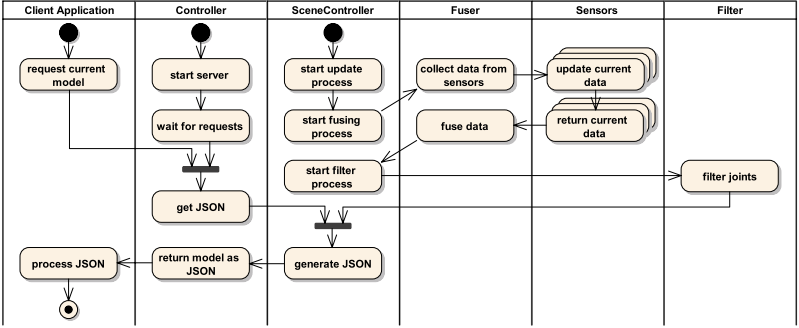 Client Application
Controller
SceneController
Fuser
Sensors
Filter
request current
model
start server
start update
process
collect data from
sensors
update current
data
wait for requests
start fusing
process
fuse data
return current
data
start filter
process
filter joints
get JSON
process JSON
return model as
JSON
generate JSON